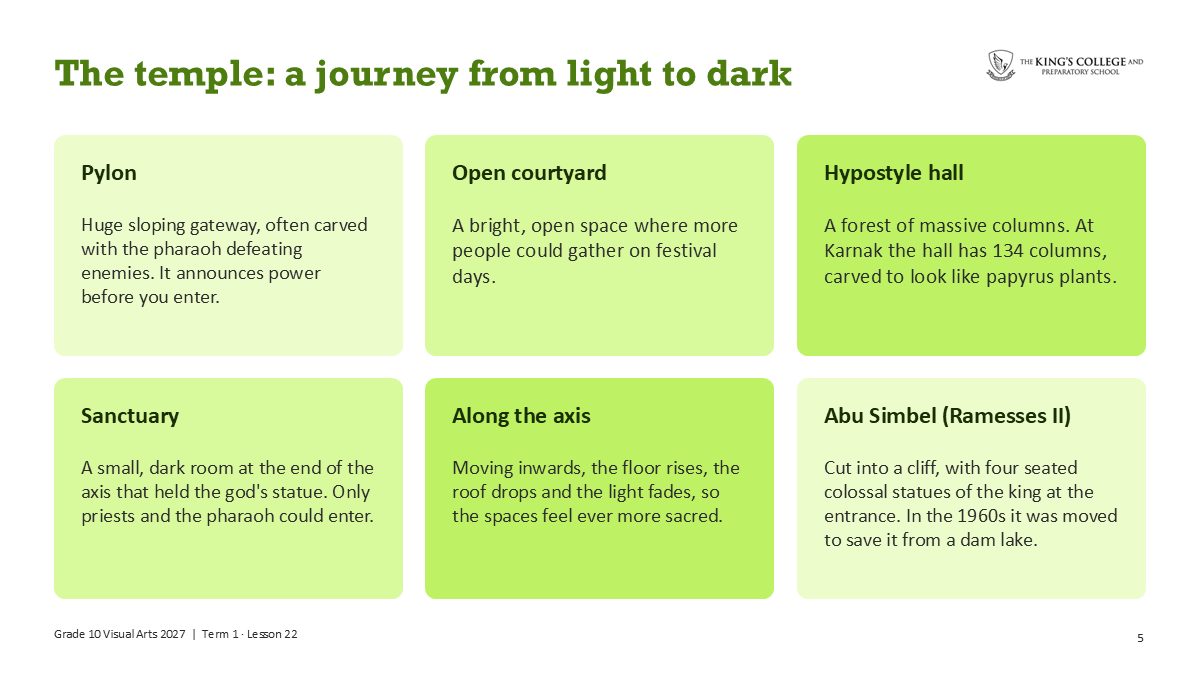 The temple: a journey from light to dark
THE KING'S COLLEGE AND
PREPARATORY SCHOOL
Pylon
Huge sloping gateway, often carved
with the pharaoh defeating
enemies. It announces power
before you enter.
Open courtyard
A bright, open space where more
people could gather on festival
days.
Hypostyle hall
A forest of massive columns. At
Karnak the hall has 134 columns,
carved to look like papyrus plants.
Sanctuary
A small, dark room at the end of the
axis that held the god's statue. Only
priests and the pharaoh could enter.
Along the axis
Moving inwards, the floor rises, the
roof drops and the light fades, so
the spaces feel ever more sacred.
Abu Simbel (Ramesses II)
Cut into a cliff, with four seated
colossal statues of the king at the
entrance. In the 1960s it was moved
to save it from a dam lake.
Grade 10 Visual Arts 2027 | Term 1 · Lesson 22
5